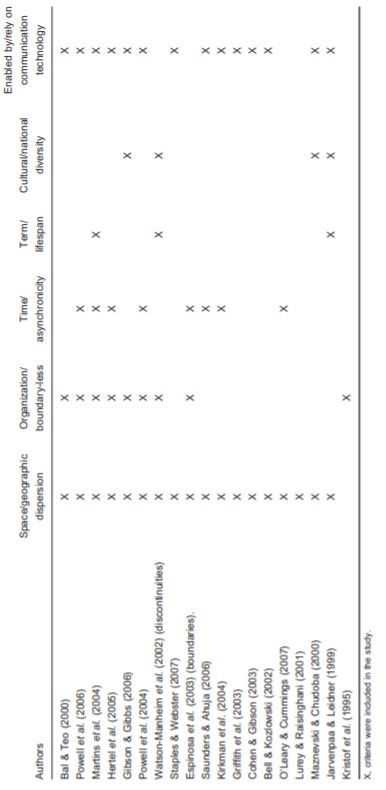 Authors Space/geographic dispersion Organization/boundary-less Time/asynchronicity Term/lifespan Cultural/national diversity Enabled by/rely on communication technology
Bal & Teo (2000) X X X
Powell et al. (2006) X X X X
Martins et al. (2004) X X X X X
Hertel et al. (2005) X X X X
Gibson & Gibbs (2006) X X X X
Powell et al. (2004) X X X X
Watson-Manheim et al. (2002) (discontinuities) X X X X
Staples & Webster (2007) X X
Espinosa et al. (2003) (boundaries). X X X
Saunders & Ahuja (2006) X X X
Kirkman et al. (2004) X X X
Griffith et al. (2003) X X
Cohen & Gibson (2003) X X
Bell & Kozlowski (2002) X X
O'Leary & Cummings (2007) X X
Lurey & Raisinghani (2001) X
Maznevski & Chudoba (2000) X X X
Jarvenpaa & Leidner (1999) X X X X
Kristof et al. (1995) X
X, criteria were included in the study.